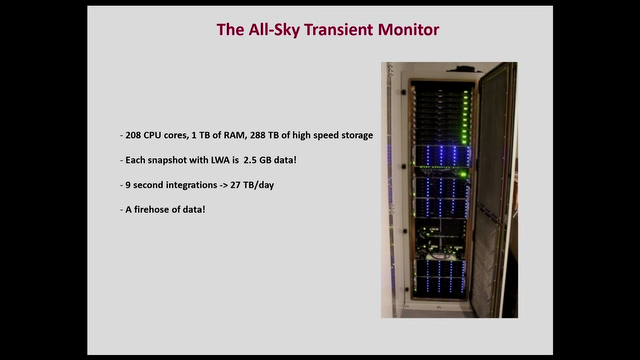 The All-Sky Transient Monitor
- 208 CPU cores, 1 TB of RAM, 288 TB of high speed storage
- Each snapshot with LWA is  2.5 GB data!
- 9 second integrations -> 27 TB/day
- A firehose of data!